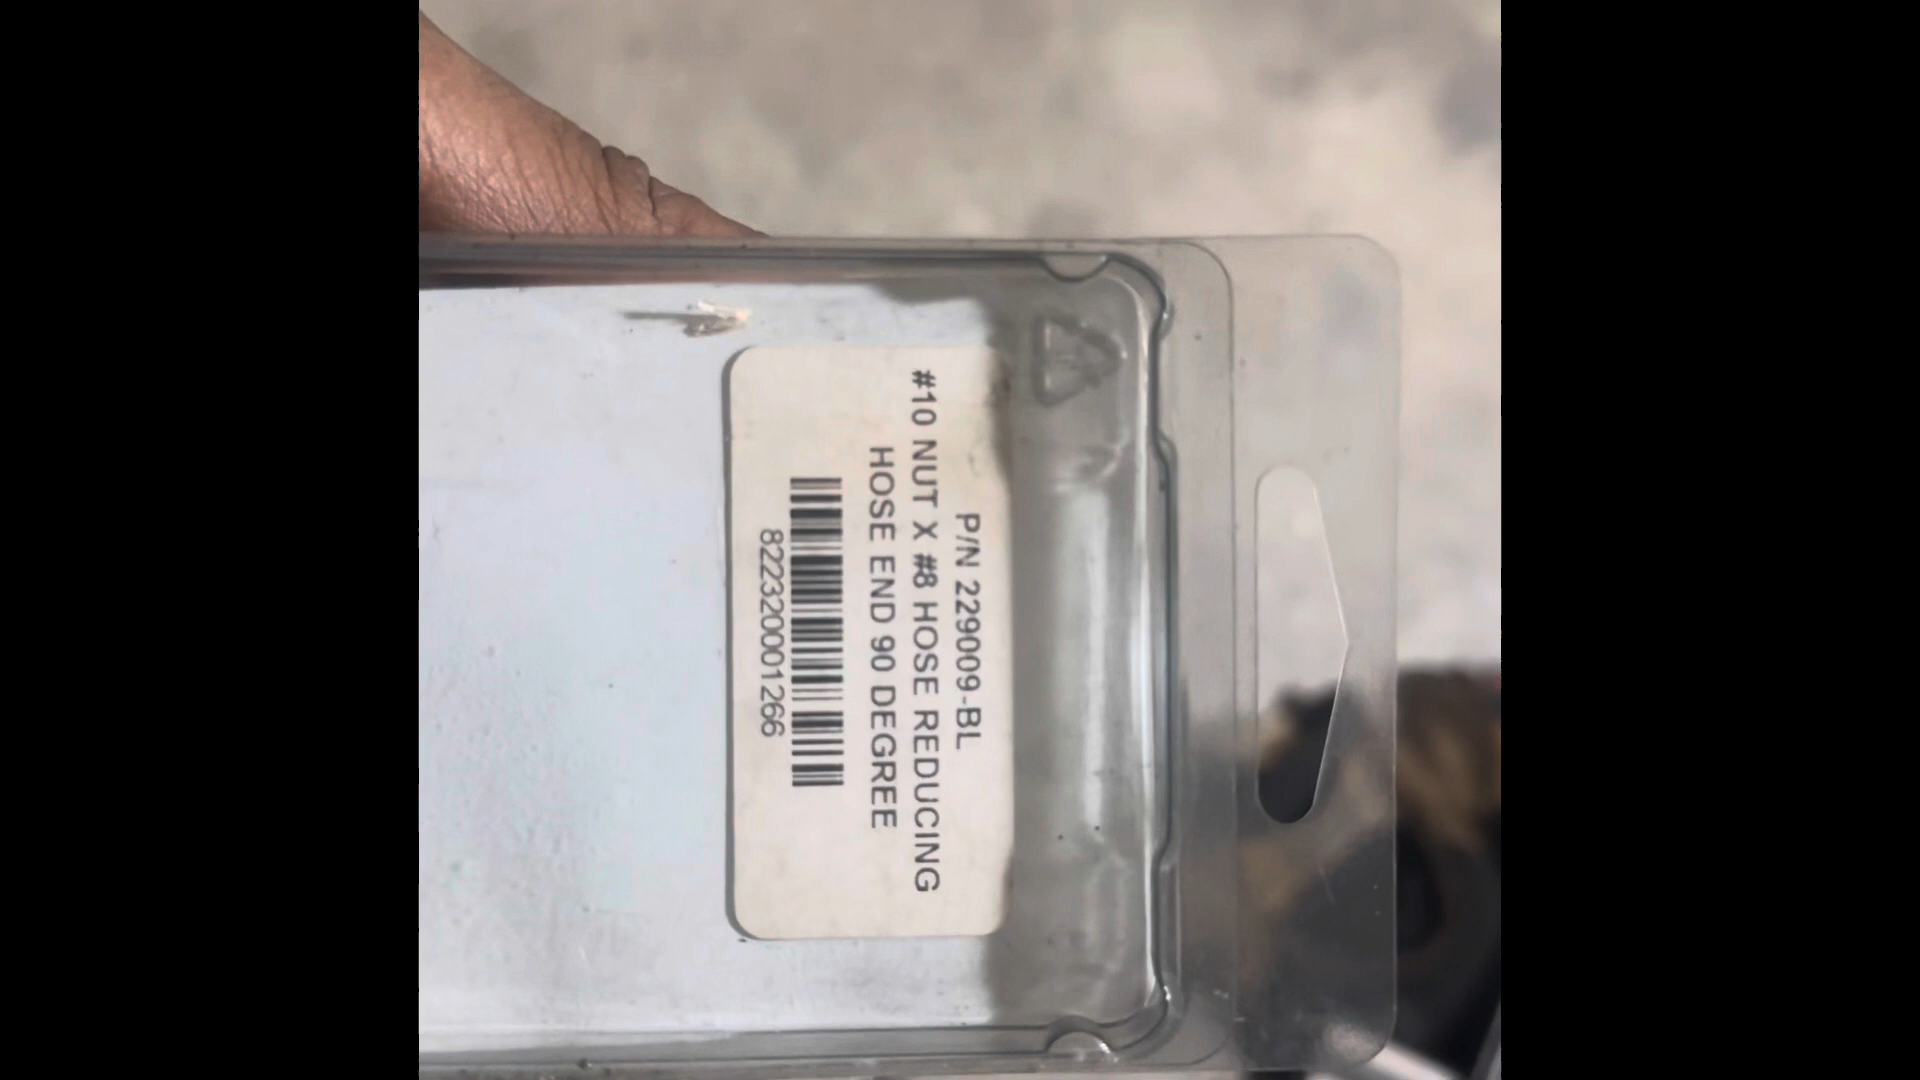 P/N 229009-BL
#10 NUT X #8 HOSE REDUCING
HOSE END 90 DEGREE
822320001266